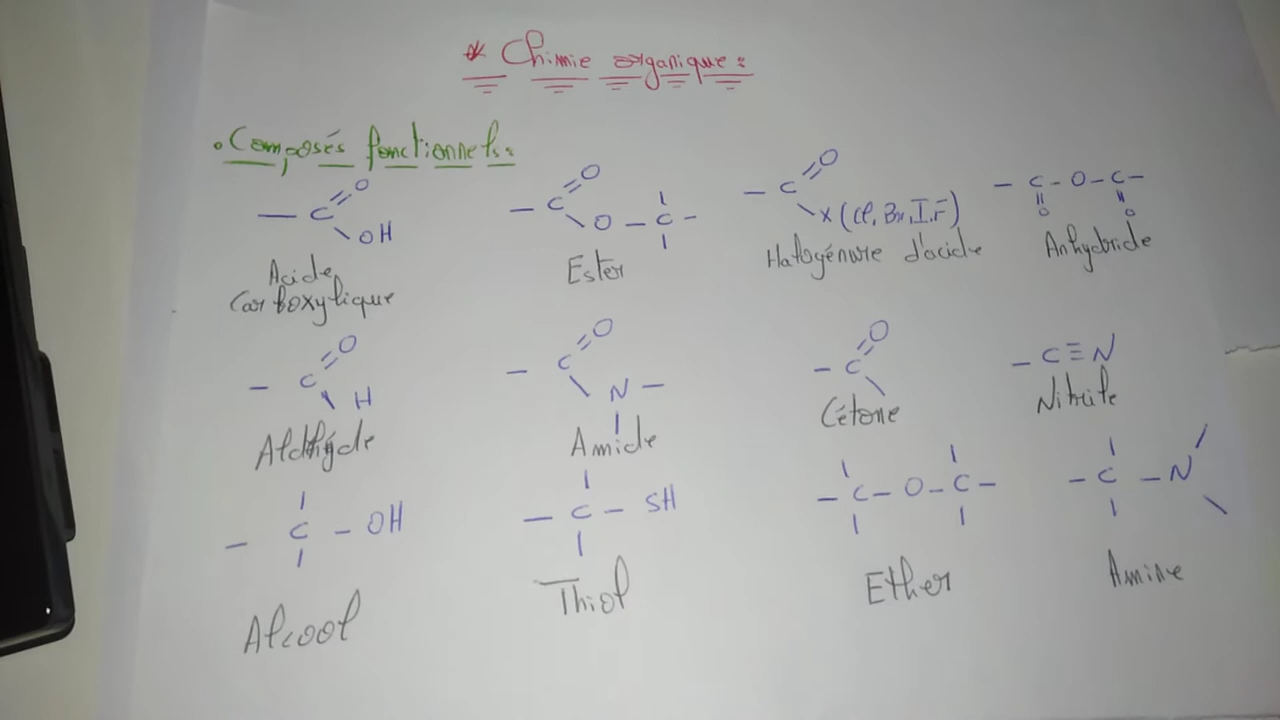 * Chimie organique:
• Composés fonctionnels:
— C = O \ OH
— C = O \ O — C —
— C = O \ X (Cl, Br, I, F)
— C — O — C —
O O
Acide Carboxylique
Ester
Halogénure d'acide
Anhydride
— C = O \ H
— C = O \ N —
— C = O \
— C ≡ N
Aldéhyde
Amide
Cétone
Nitrile
— C — OH
— C — SH
— C — O — C —
— C — N
Alcool
Thiol
Ether
Amine